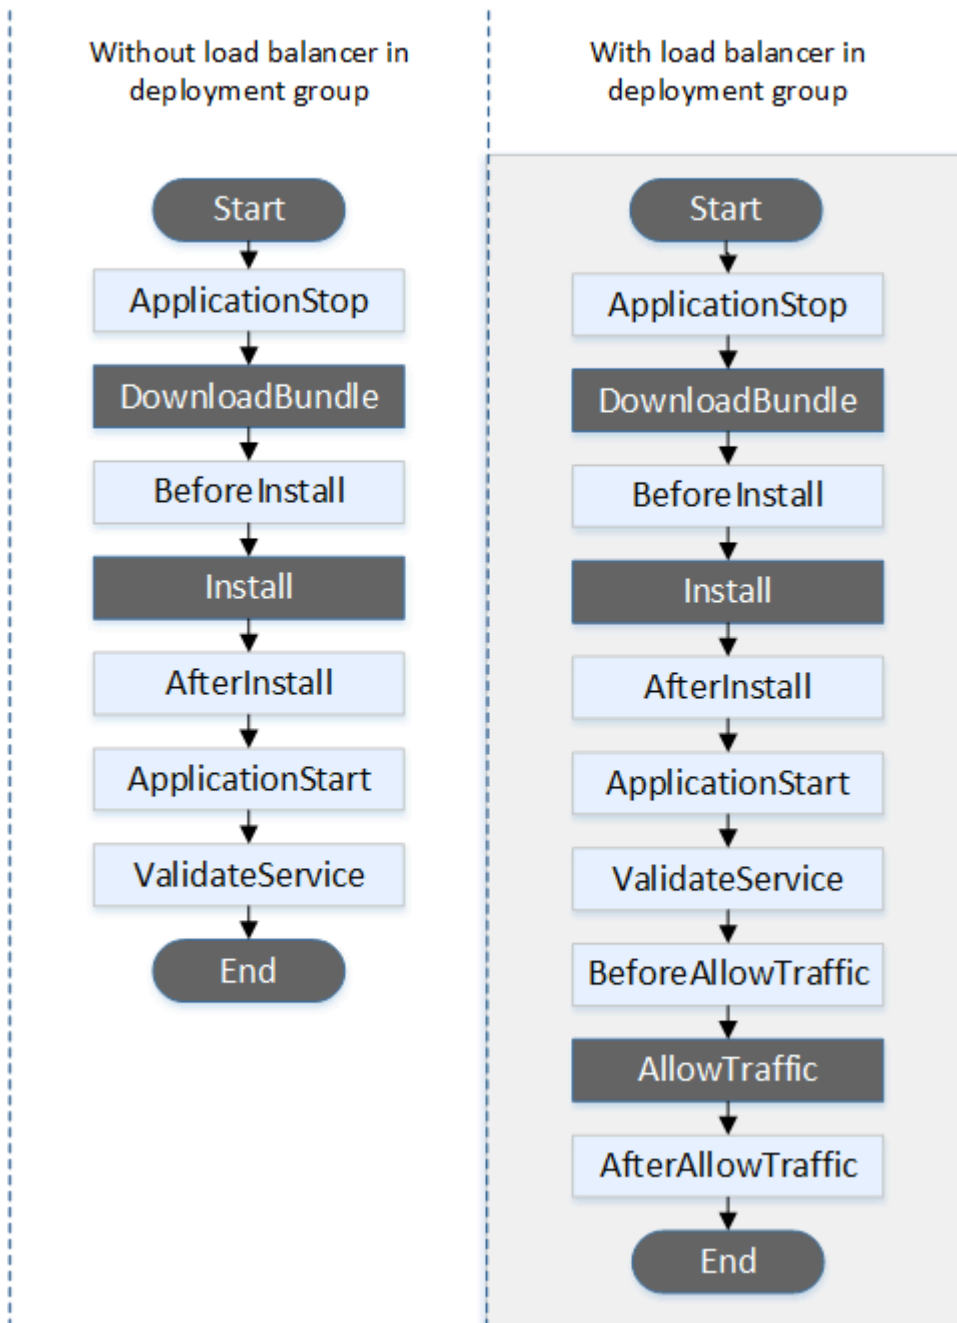 Without load balancer in
deployment group
Start
ApplicationStop
DownloadBundle
BeforeInstall
Install
AfterInstall
ApplicationStart
ValidateService
End
With load balancer in
deployment group
Start
ApplicationStop
DownloadBundle
BeforeInstall
Install
AfterInstall
ApplicationStart
ValidateService
BeforeAllowTraffic
AllowTraffic
AfterAllowTraffic
End